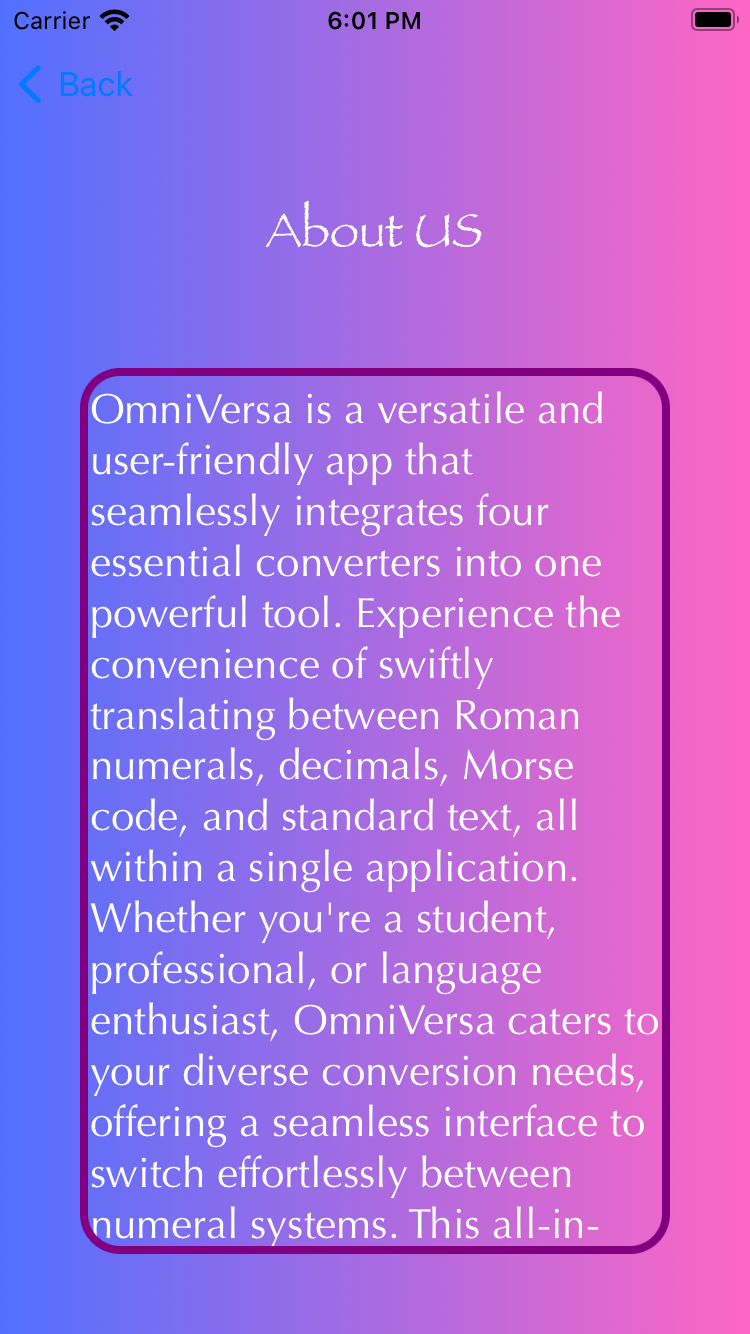 Carrier 6:01 PM
Back
About US
OmniVersa is a versatile and
user-friendly app that
seamlessly integrates four
essential converters into one
powerful tool. Experience the
convenience of swiftly
translating between Roman
numerals, decimals, Morse
code, and standard text, all
within a single application.
Whether you're a student,
professional, or language
enthusiast, OmniVersa caters to
your diverse conversion needs,
offering a seamless interface to
switch effortlessly between
numeral systems. This all-in-